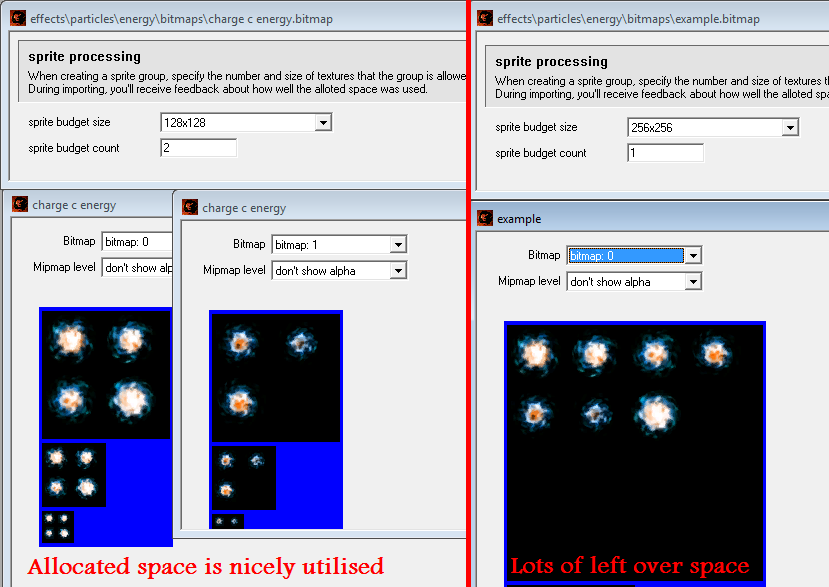 effects\particles\energy\bitmaps\charge c energy.bitmap
sprite processing
When creating a sprite group, specify the number and size of textures that the group is allowe
During importing, you'll receive feedback about how well the alloted space was used.
sprite budget size 128x128
sprite budget count 2
charge c energy
Bitmap bitmap: 0
Mipmap level don't show alp
charge c energy
Bitmap bitmap: 1
Mipmap level don't show alpha
Allocated space is nicely utilised
effects\particles\energy\bitmaps\example.bitmap
sprite processing
When creating a sprite group, specify the number and size of textures th
During importing, you'll receive feedback about how well the alloted spa
sprite budget size 256x256
sprite budget count 1
example
Bitmap bitmap: 0
Mipmap level don't show alpha
Lots of left over space